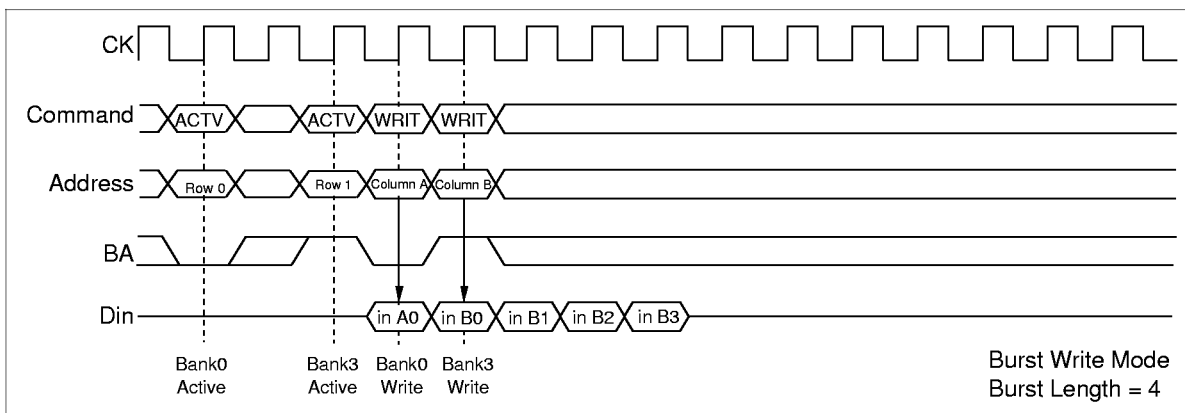 CK
Command ACTV ACTV WRIT WRIT
Address Row 0 Row 1 Column A Column B
BA
Din in A0 in B0 in B1 in B2 in B3
Bank0 Bank3 Bank0 Bank3
Active Active Write Write
Burst Write Mode
Burst Length = 4